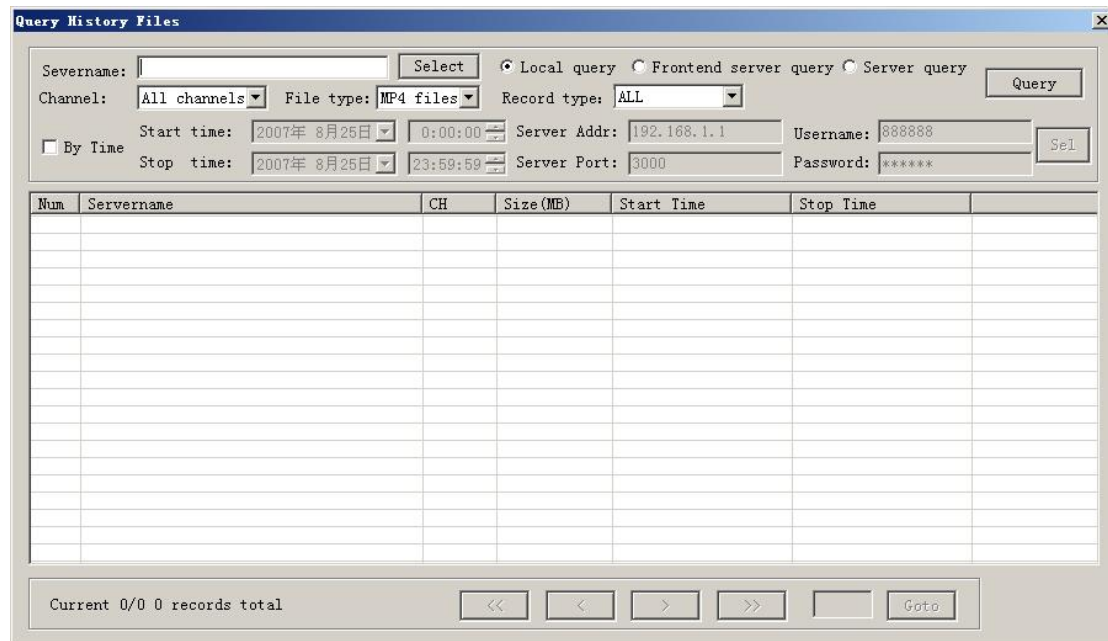 Query History Files
Severname: Select Local query Frontend server query Server query
Query
Channel: All channels File type: MP4 files Record type: ALL
Start time: 2007年 8月25日 0:00:00 Server Addr: 192.168.1.1 Username: 888888
By Time Sel
Stop time: 2007年 8月25日 23:59:59 Server Port: 3000 Password: ******
Num Servername CH Size(MB) Start Time Stop Time
Current 0/0 0 records total << < > >> Goto